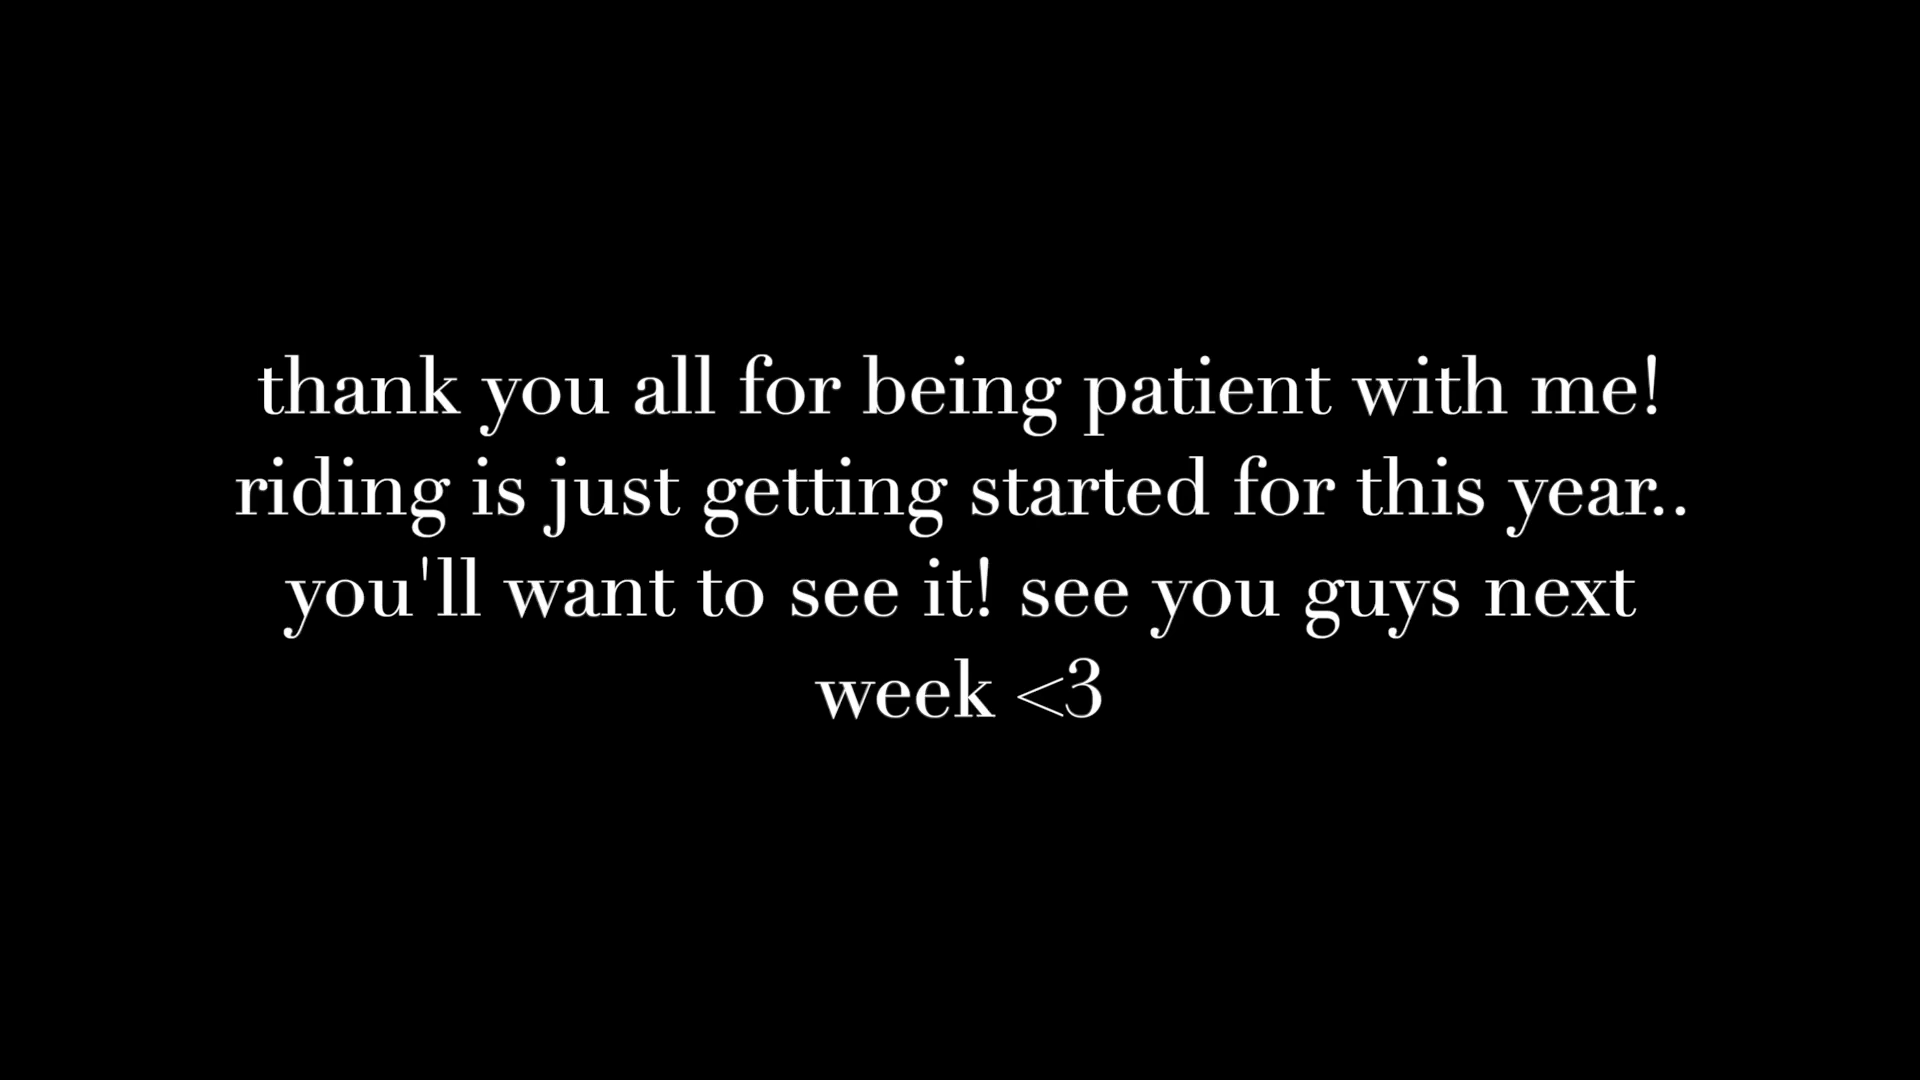 thank you all for being patient with me!
riding is just getting started for this year..
you'll want to see it! see you guys next
week <3